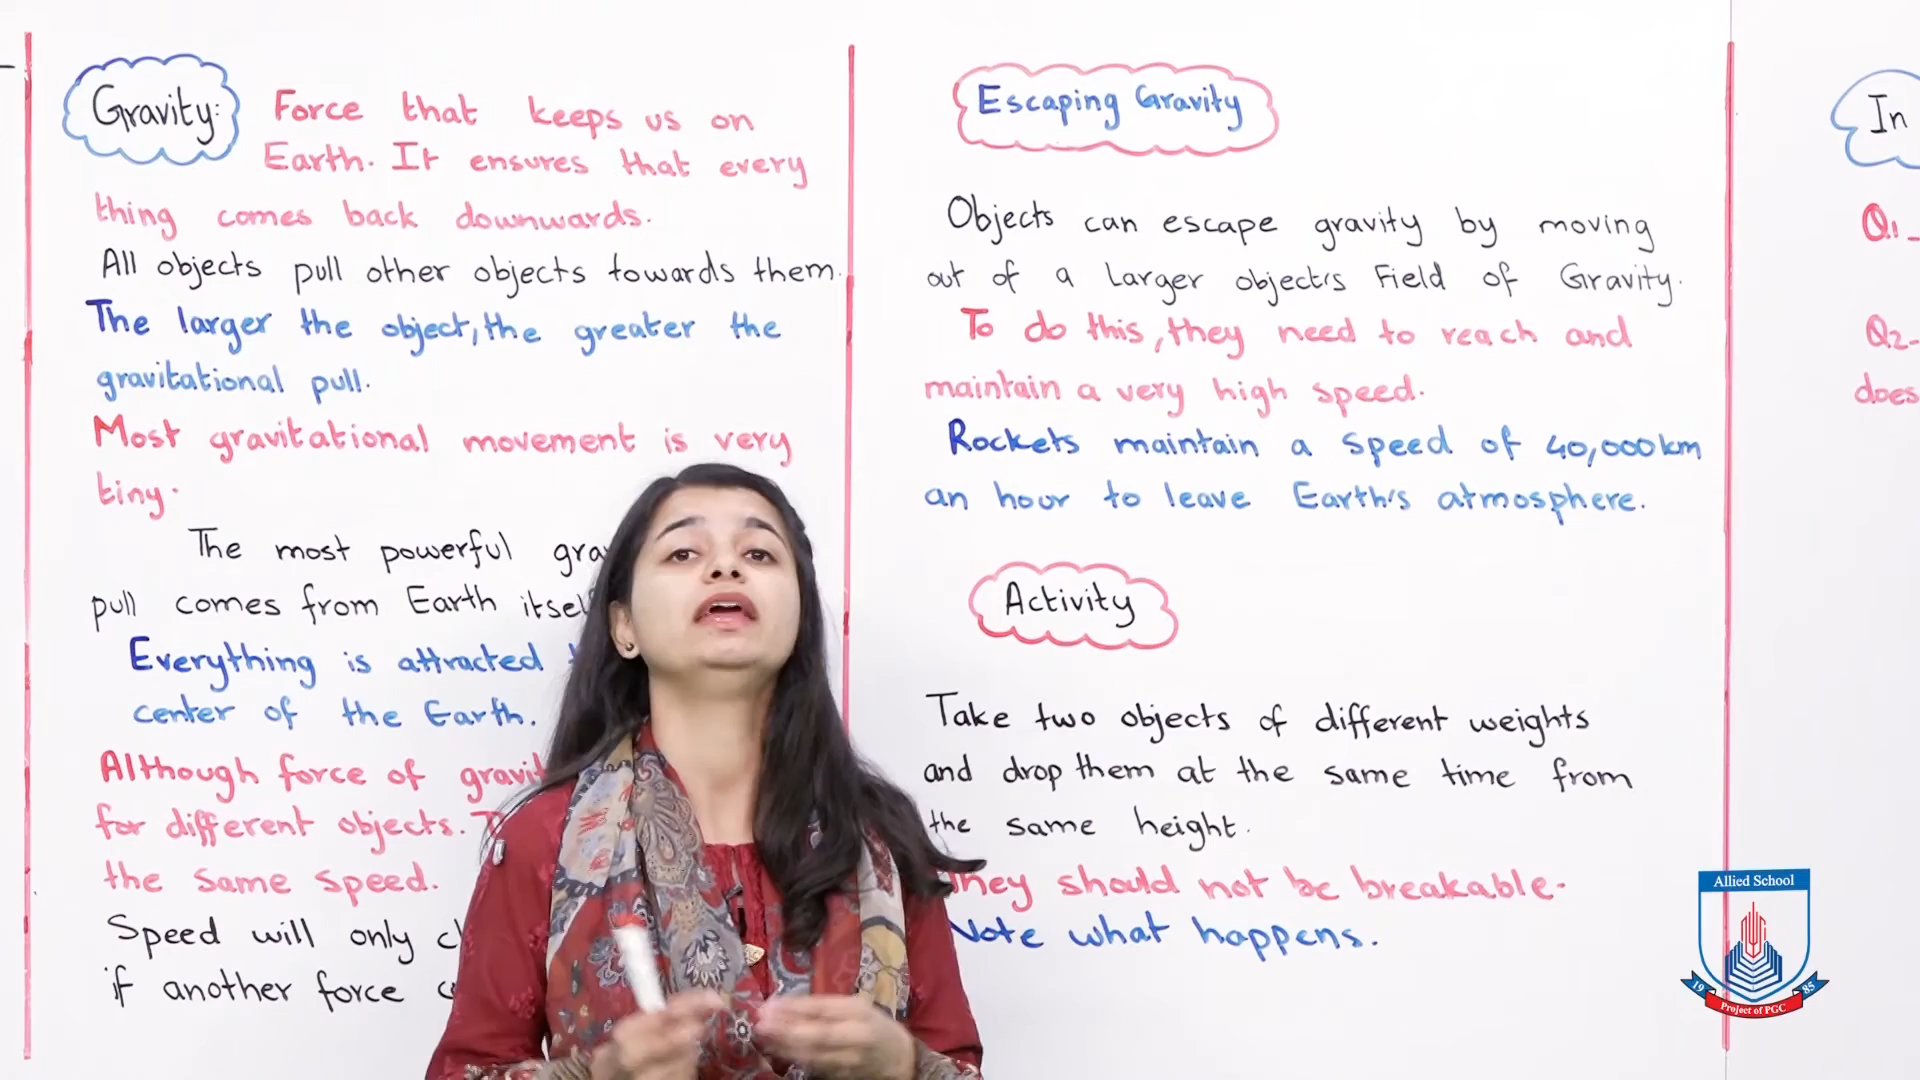 Gravity:
Force that keeps us on
Earth. It ensures that every
thing comes back downwards.
All objects pull other objects towards them.
The larger the object, the greater the
gravitational pull.
Most gravitational movement is very
tiny.
The most powerful
pull comes from Earth itself
Everything is attracted
center of the Earth.
Although force of
for different objects.
the same speed.
Speed will only
if another force
Escaping Gravity
Objects can escape gravity by moving
out of a Larger object's Field of Gravity.
To do this, they need to reach and
maintain a very high speed.
Rockets maintain a speed of 40,000km
an hour to leave Earth's atmosphere.
Activity
Take two objects of different weights
and drop them at the same time from
the same height.
They should not be breakable.
Note what happens.
In
Q1-
Q2-
does
Allied School
19 85
Project of PGC